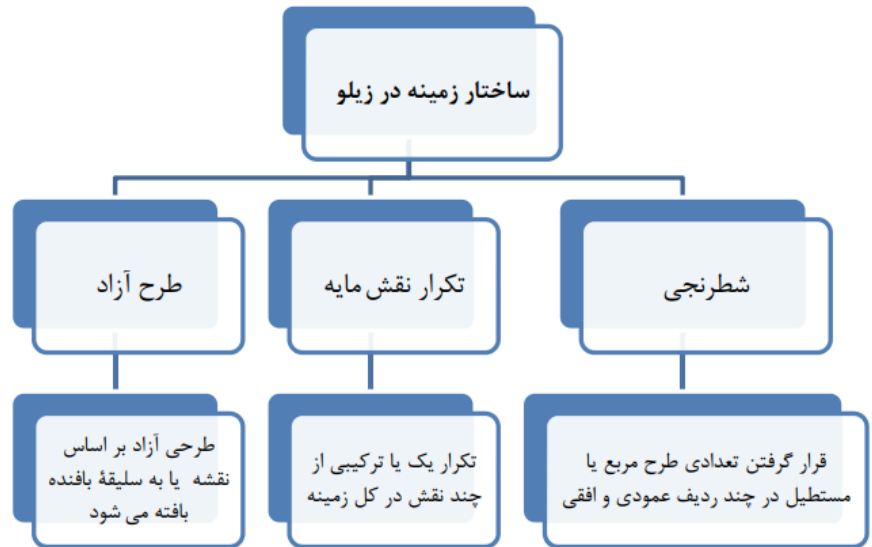 ساختار زمینه در زیلو
شطرنجی
تکرار نقش مایه
طرح آزاد
قرار گرفتن تعدادی طرح مربع یا
مستطیل در چند ردیف عمودی و افقی
تکرار یک یا ترکیبی از
چند نقش در کل زمینه
طرحی آزاد بر اساس
نقشه یا به سلیقۀ بافنده
بافته می شود